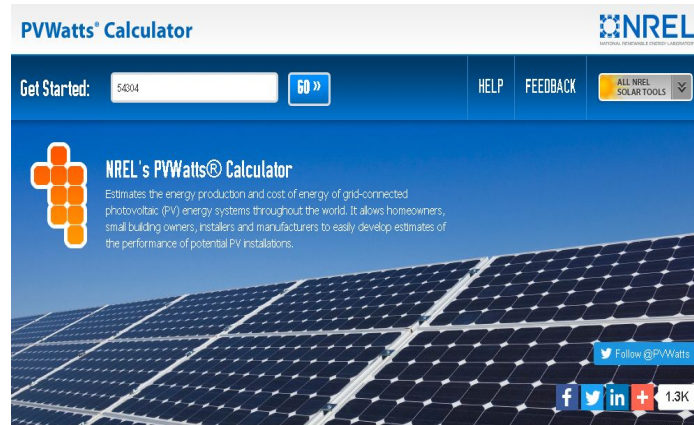 PVWatts® Calculator
NREL
NATIONAL RENEWABLE ENERGY LABORATORY
Get Started:
54304
GO »
HELP
FEEDBACK
ALL NREL
SOLAR TOOLS
NREL's PVWatts® Calculator
Estimates the energy production and cost of energy of grid-connected
photovoltaic (PV) energy systems throughout the world. It allows homeowners,
small building owners, installers and manufacturers to easily develop estimates of
the performance of potential PV installations.
Follow @PVWatts
f
in
+
1.3K